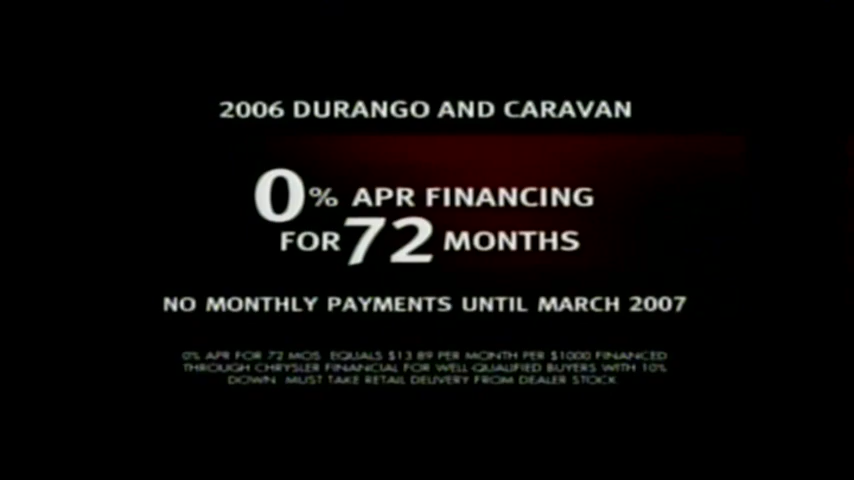 2006 DURANGO AND CARAVAN
0% APR FINANCING
FOR 72 MONTHS
NO MONTHLY PAYMENTS UNTIL MARCH 2007
0% APR FOR 72 MOS. EQUALS $13.89 PER MONTH PER $1000 FINANCED
THROUGH CHRYSLER FINANCIAL FOR WELL-QUALIFIED BUYERS WITH 10%
DOWN. MUST TAKE RETAIL DELIVERY FROM DEALER STOCK.